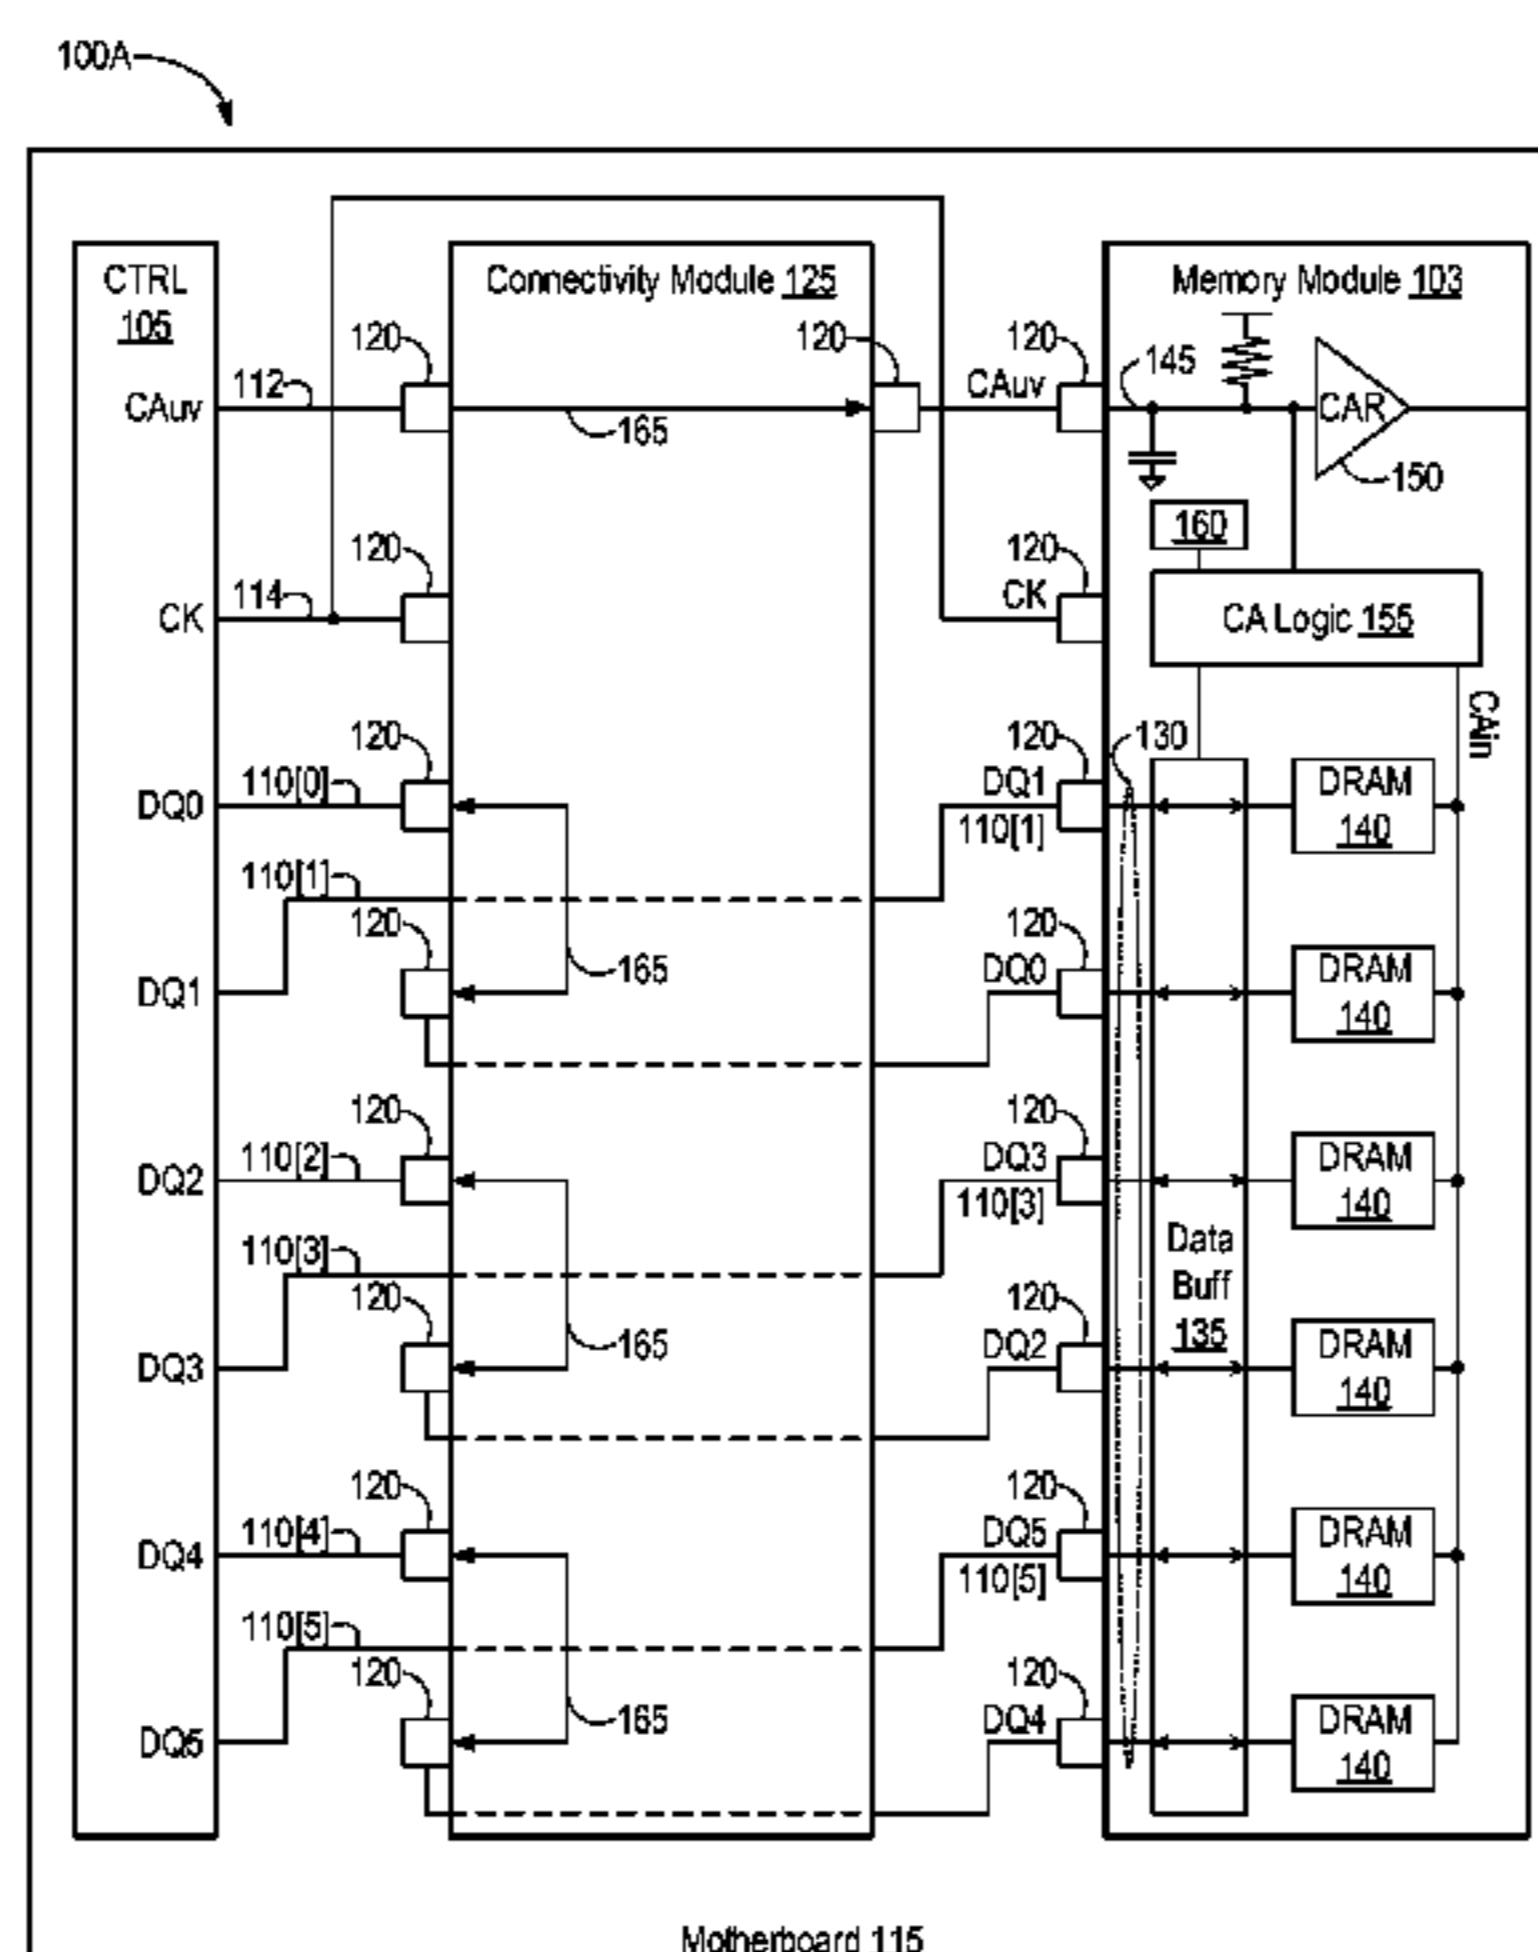 100A
CTRL
105
Connectivity Module 125
Memory Module 103
120
120
120
145
CAuv
112
165
CAuv
CAR
150
160
120
120
CK
114
CK
CA Logic 155
CAin
120
120
130
DQ0
110[0]
DQ1
110[1]
DRAM
140
110[1]
120
120
DQ1
165
DQ0
DRAM
140
120
120
DQ2
110[2]
DQ3
110[3]
DRAM
140
Data
Buff
135
110[3]
120
120
DQ3
165
DQ2
DRAM
140
120
120
DQ4
110[4]
DQ5
110[5]
DRAM
140
110[5]
120
120
DQ5
165
DQ4
DRAM
140
Motherboard 115